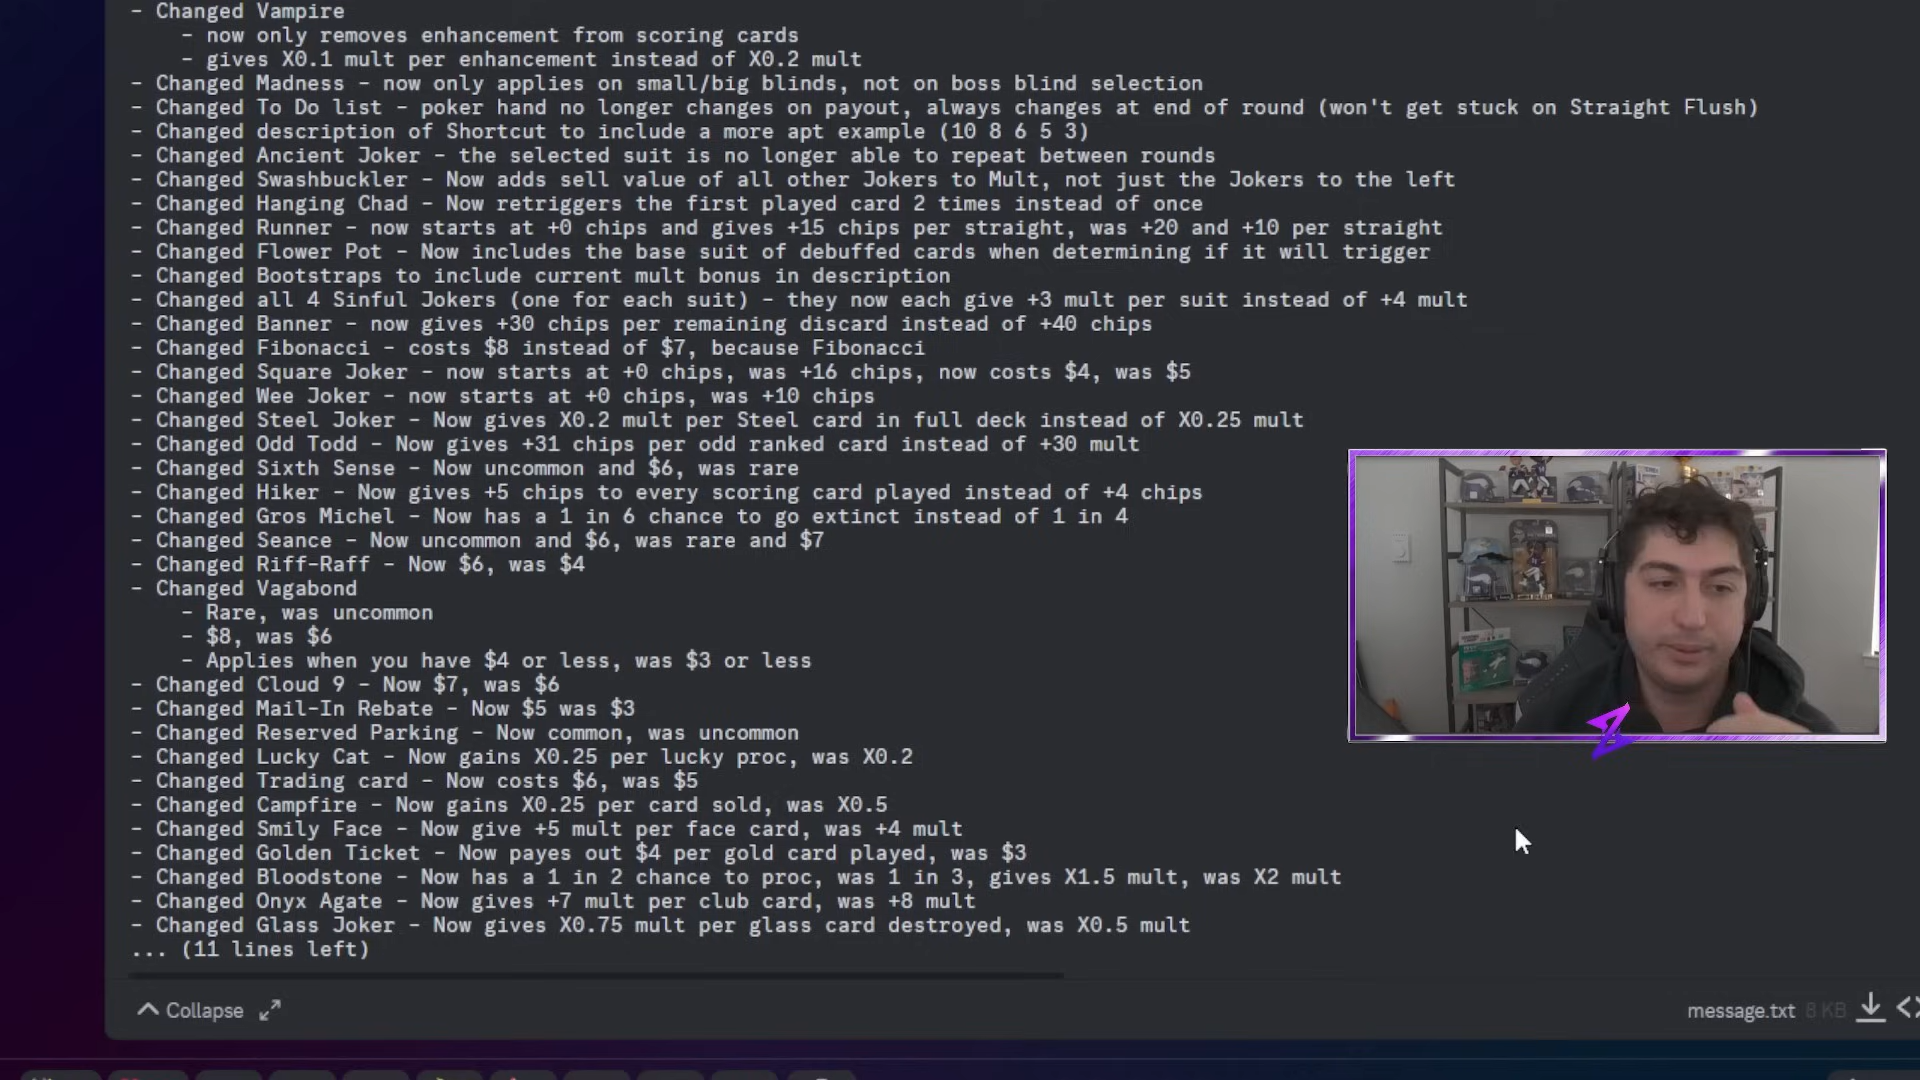 - Changed Vampire
- now only removes enhancement from scoring cards
- gives X0.1 mult per enhancement instead of X0.2 mult
- Changed Madness - now only applies on small/big blinds, not on boss blind selection
- Changed To Do list - poker hand no longer changes on payout, always changes at end of round (won't get stuck on Straight Flush)
- Changed description of Shortcut to include a more apt example (10 8 6 5 3)
- Changed Ancient Joker - the selected suit is no longer able to repeat between rounds
- Changed Swashbuckler - Now adds sell value of all other Jokers to Mult, not just the Jokers to the left
- Changed Hanging Chad - Now retriggers the first played card 2 times instead of once
- Changed Runner - now starts at +0 chips and gives +15 chips per straight, was +20 and +10 per straight
- Changed Flower Pot - Now includes the base suit of debuffed cards when determining if it will trigger
- Changed Bootstraps to include current mult bonus in description
- Changed all 4 Sinful Jokers (one for each suit) - they now each give +3 mult per suit instead of +4 mult
- Changed Banner - now gives +30 chips per remaining discard instead of +40 chips
- Changed Fibonacci - costs $8 instead of $7, because Fibonacci
- Changed Square Joker - now starts at +0 chips, was +16 chips, now costs $4, was $5
- Changed Wee Joker - now starts at +0 chips, was +10 chips
- Changed Steel Joker - Now gives X0.2 mult per Steel card in full deck instead of X0.25 mult
- Changed Odd Todd - Now gives +31 chips per odd ranked card instead of +30 mult
- Changed Sixth Sense - Now uncommon and $6, was rare
- Changed Hiker - Now gives +5 chips to every scoring card played instead of +4 chips
- Changed Gros Michel - Now has a 1 in 6 chance to go extinct instead of 1 in 4
- Changed Seance - Now uncommon and $6, was rare and $7
- Changed Riff-Raff - Now $6, was $4
- Changed Vagabond
- Rare, was uncommon
- $8, was $6
- Applies when you have $4 or less, was $3 or less
- Changed Cloud 9 - Now $7, was $6
- Changed Mail-In Rebate - Now $5 was $3
- Changed Reserved Parking - Now common, was uncommon
- Changed Lucky Cat - Now gains X0.25 per lucky proc, was X0.2
- Changed Trading card - Now costs $6, was $5
- Changed Campfire - Now gains X0.25 per card sold, was X0.5
- Changed Smily Face - Now give +5 mult per face card, was +4 mult
- Changed Golden Ticket - Now payes out $4 per gold card played, was $3
- Changed Bloodstone - Now has a 1 in 2 chance to proc, was 1 in 3, gives X1.5 mult, was X2 mult
- Changed Onyx Agate - Now gives +7 mult per club card, was +8 mult
- Changed Glass Joker - Now gives X0.75 mult per glass card destroyed, was X0.5 mult
... (11 lines left)
Collapse
message.txt 8 KB